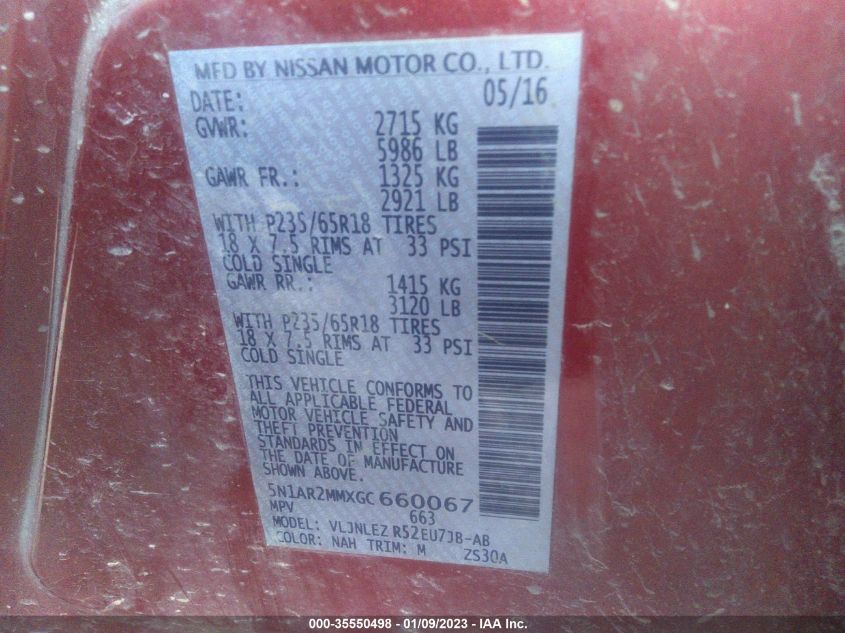 MFD BY NISSAN MOTOR CO., LTD.
DATE: 05/16
GVWR: 2715 KG
5986 LB
GAWR FR.: 1325 KG
2921 LB
WITH P235/65R18 TIRES
18 X 7.5 RIMS AT 33 PSI
COLD SINGLE
GAWR RR.: 1415 KG
3120 LB
WITH P235/65R18 TIRES
18 X 7.5 RIMS AT 33 PSI
COLD SINGLE
THIS VEHICLE CONFORMS TO
ALL APPLICABLE FEDERAL
MOTOR VEHICLE SAFETY AND
THEFT PREVENTION
STANDARDS IN EFFECT ON
THE DATE OF MANUFACTURE
SHOWN ABOVE.
5N1AR2MMXGC660067
MPV 663
MODEL: VLJNLEZ R52EU7JB-AB
COLOR: NAH TRIM: M ZS30A
000-35550498 - 01/09/2023 - IAA Inc.